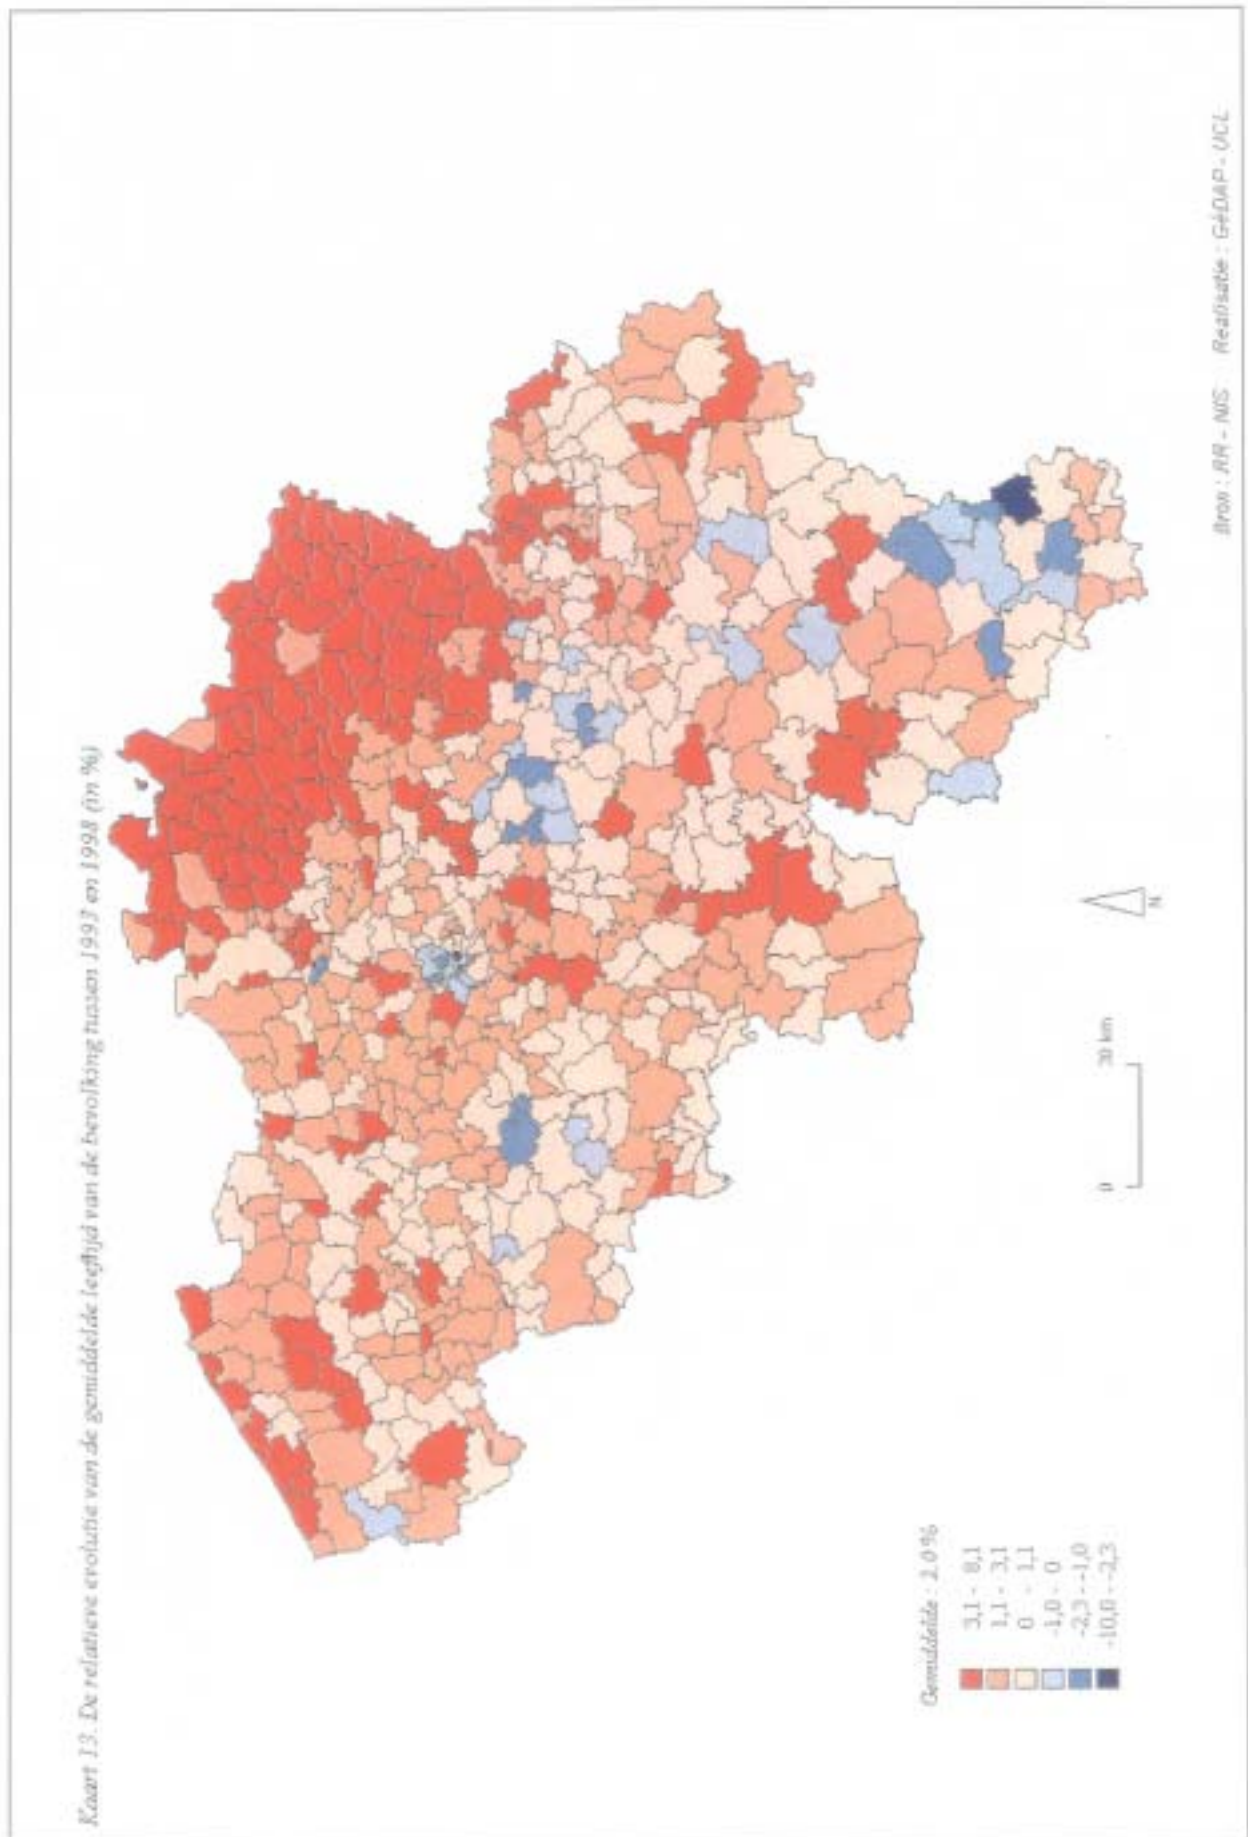 Kaart 13. De relatieve evolutie van de gemiddelde leeftijd van de bevolking tussen 1993 en 1998 (in %)
Gemiddelde : 2.0%
3,1 - 8,1
1,1 - 3,1
0 - 1,1
-1,0 - 0
-2,3 - -1,0
-10,0 - -2,3
0 30 km
N
Bron : RR - NIS Realisatie : GéDAP - UCL